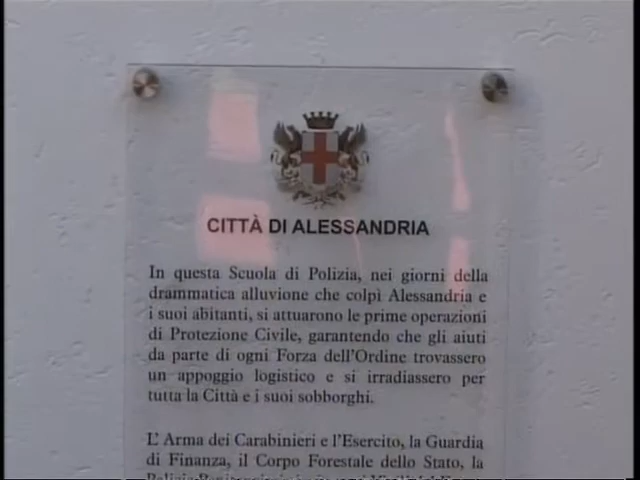 CITTÀ DI ALESSANDRIA
In questa Scuola di Polizia, nei giorni della
drammatica alluvione che colpì Alessandria e
i suoi abitanti, si attuarono le prime operazioni
di Protezione Civile, garantendo che gli aiuti
da parte di ogni Forza dell'Ordine trovassero
un appoggio logistico e si irradiassero per
tutta la Città e i suoi sobborghi.
L' Arma dei Carabinieri e l'Esercito, la Guardia
di Finanza, il Corpo Forestale dello Stato, la